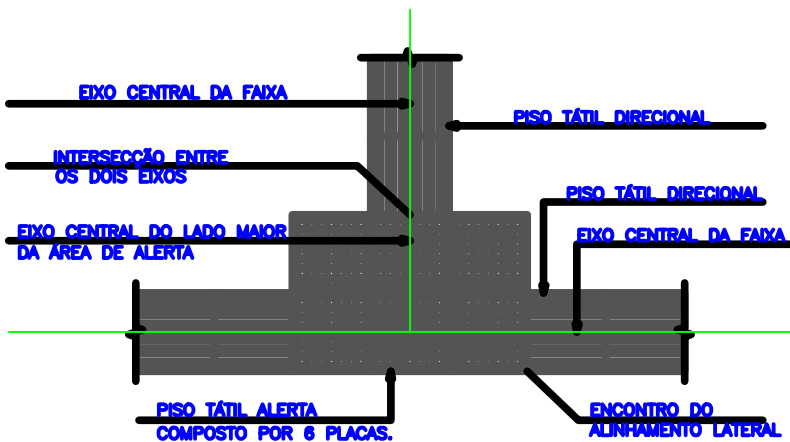 EIXO CENTRAL DA FAIXA
PISO TÁTIL DIRECIONAL
INTERSECÇÃO ENTRE
OS DOIS EIXOS
PISO TÁTIL DIRECIONAL
EIXO CENTRAL DO LADO MAIOR
DA ÁREA DE ALERTA
EIXO CENTRAL DA FAIXA
PISO TÁTIL ALERTA
COMPOSTO POR 6 PLACAS.
ENCONTRO DO
ALINHAMENTO LATERAL